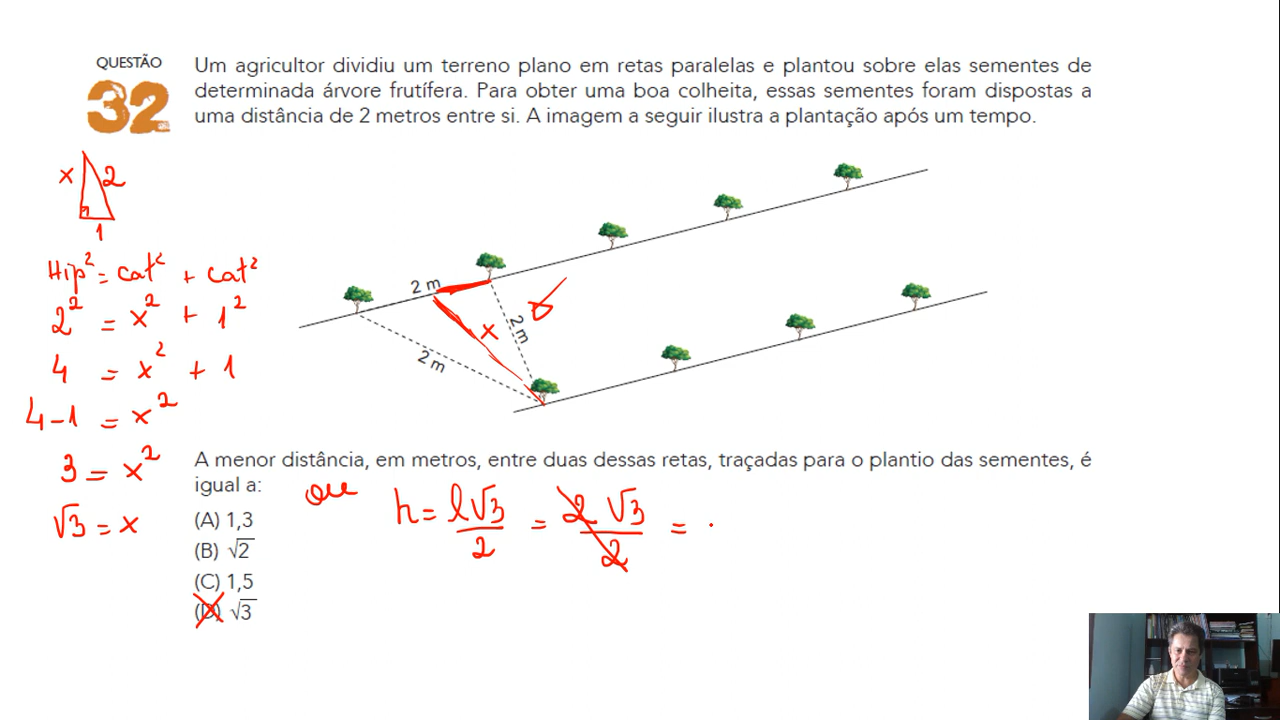 QUESTÃO
32
Um agricultor dividiu um terreno plano em retas paralelas e plantou sobre elas sementes de
determinada árvore frutífera. Para obter uma boa colheita, essas sementes foram dispostas a
uma distância de 2 metros entre si. A imagem a seguir ilustra a plantação após um tempo.
x 2
1
Hip² = cat² + cat²
2² = x² + 1²
4 = x² + 1
4-1 = x²
3 = x²
√3 = x
2 m
2 m
x
2 m
A menor distância, em metros, entre duas dessas retas, traçadas para o plantio das sementes, é
igual a:
ou
h = l√3/2 = 2√3/2 =
(A) 1,3
(B) √2
(C) 1,5
(D) √3